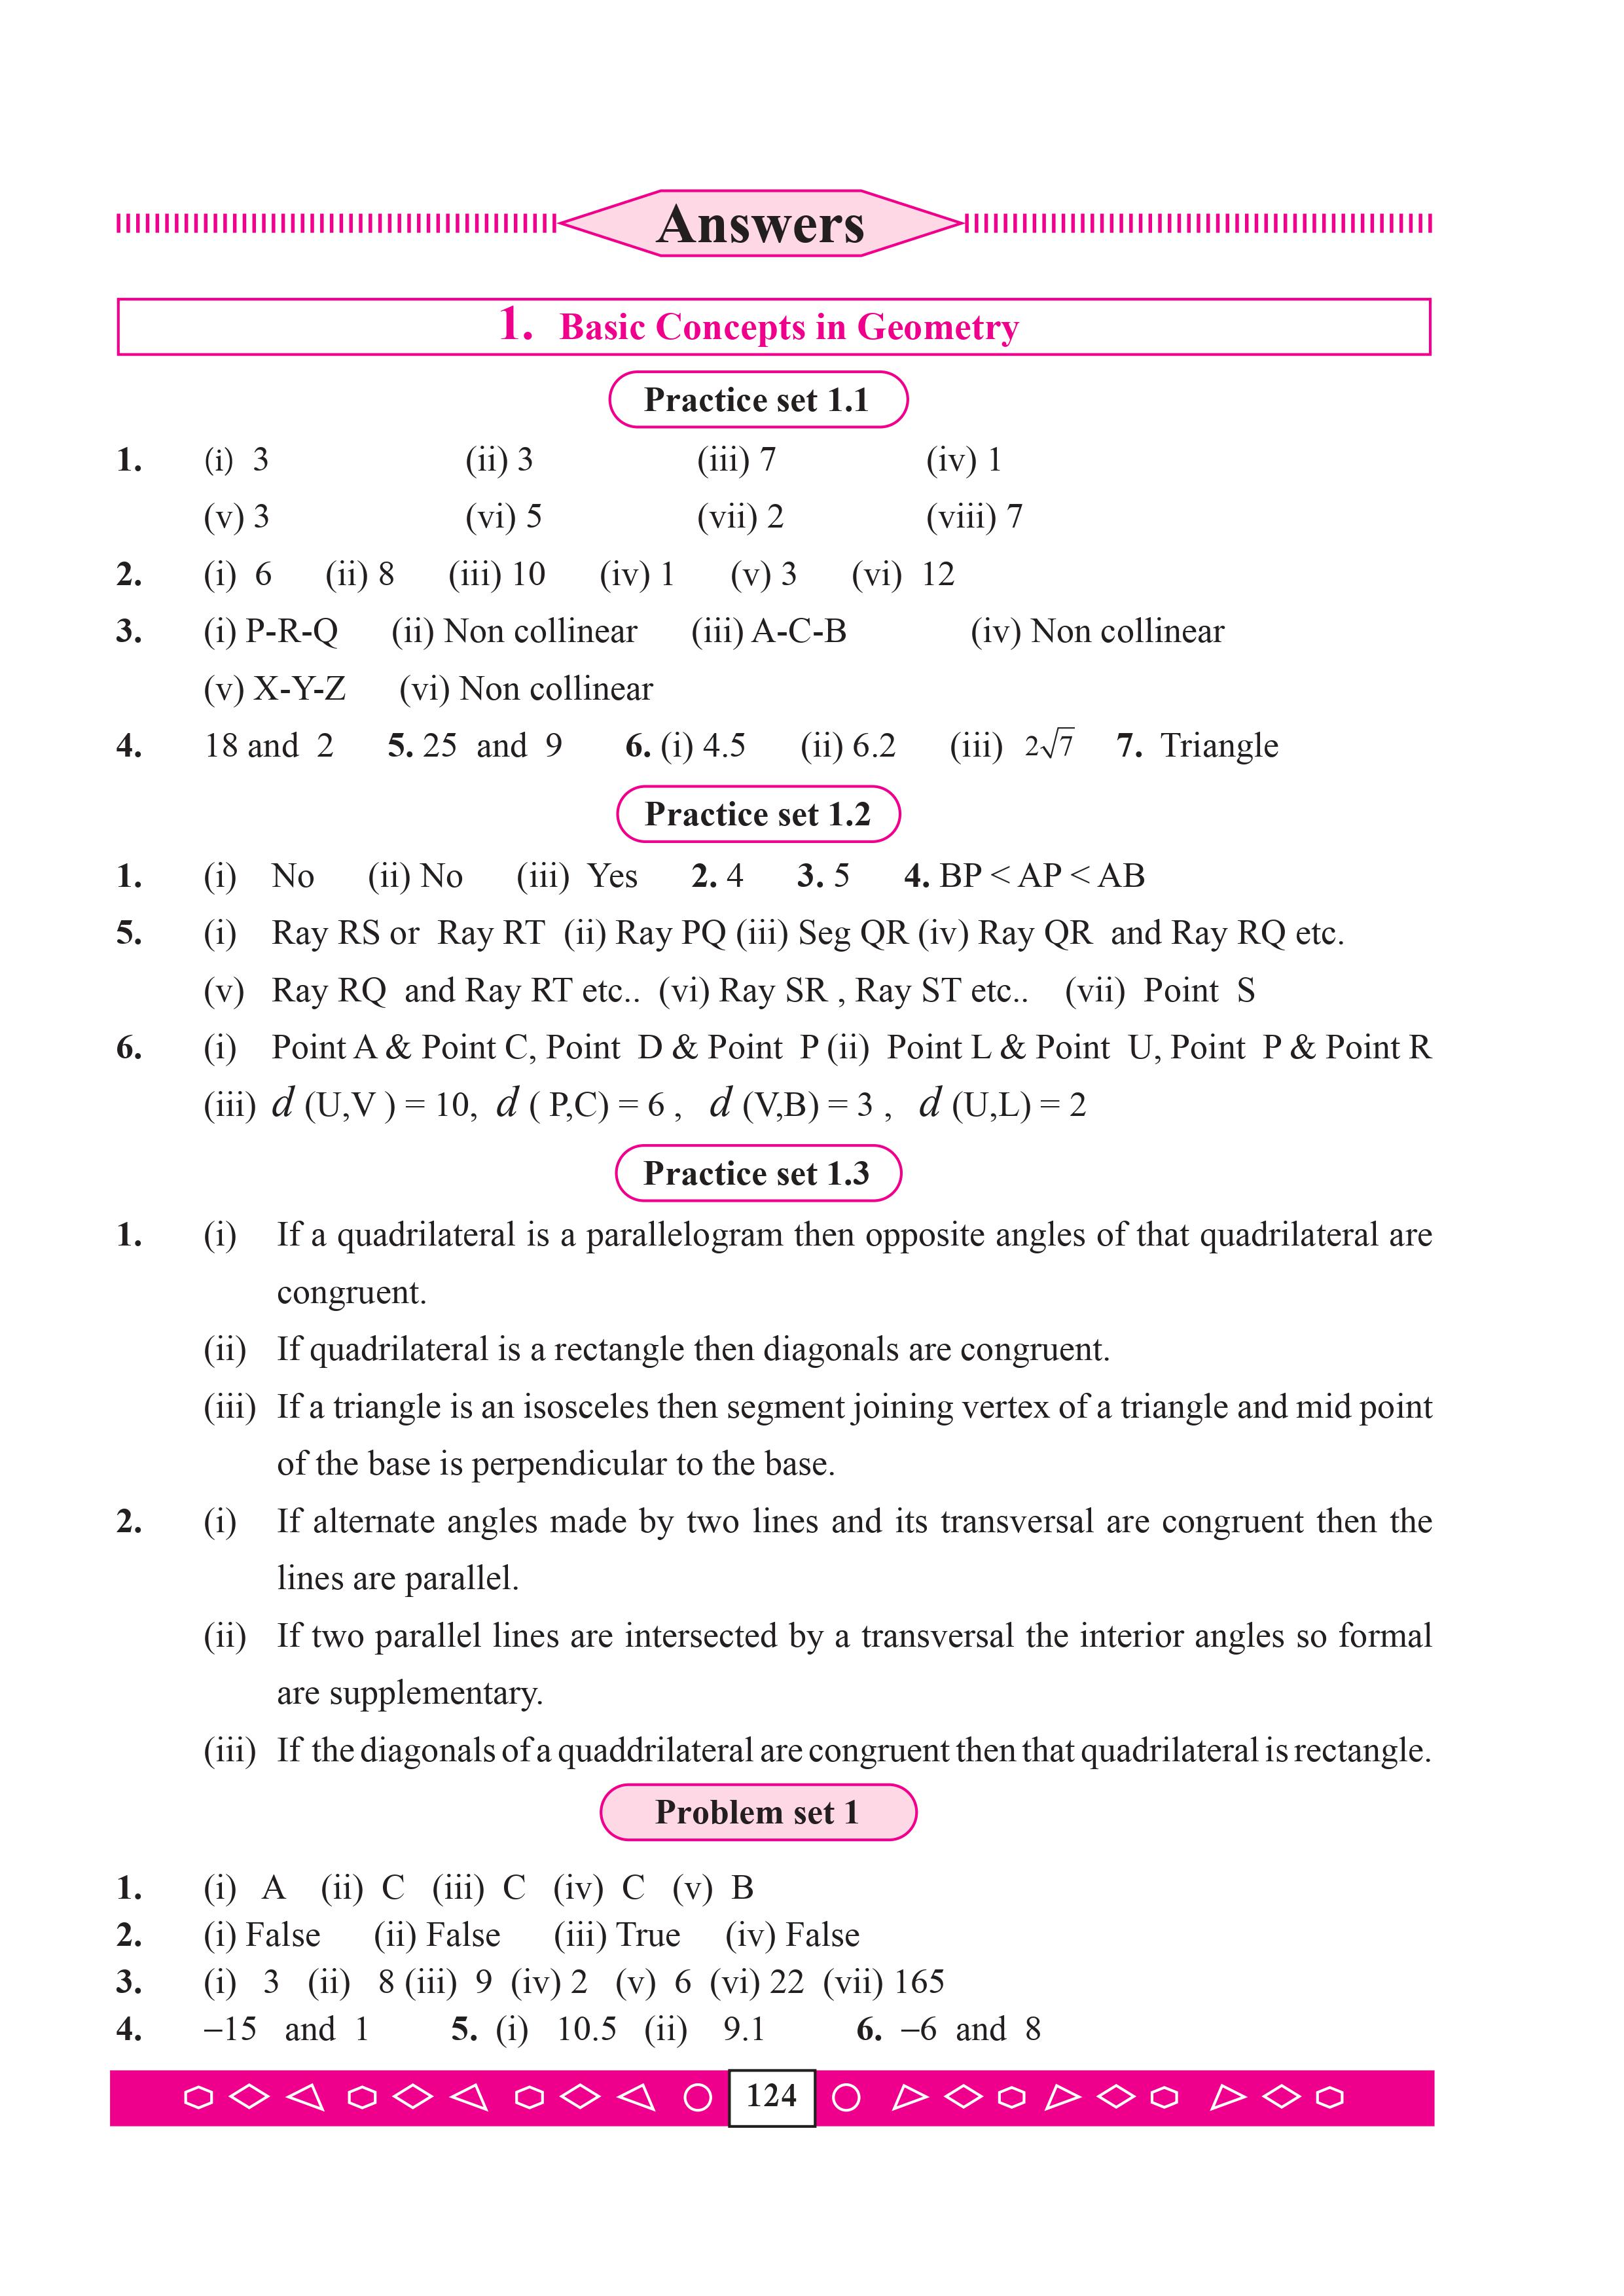 Answers
1. Basic Concepts in Geometry
Practice set 1.1
1. (i) 3 (ii) 3 (iii) 7 (iv) 1
(v) 3 (vi) 5 (vii) 2 (viii) 7
2. (i) 6 (ii) 8 (iii) 10 (iv) 1 (v) 3 (vi) 12
3. (i) P-R-Q (ii) Non collinear (iii) A-C-B (iv) Non collinear
(v) X-Y-Z (vi) Non collinear
4. 18 and 2 5. 25 and 9 6. (i) 4.5 (ii) 6.2 (iii) 2√7 7. Triangle
Practice set 1.2
1. (i) No (ii) No (iii) Yes 2. 4 3. 5 4. BP < AP < AB
5. (i) Ray RS or Ray RT (ii) Ray PQ (iii) Seg QR (iv) Ray QR and Ray RQ etc.
(v) Ray RQ and Ray RT etc.. (vi) Ray SR , Ray ST etc.. (vii) Point S
6. (i) Point A & Point C, Point D & Point P (ii) Point L & Point U, Point P & Point R
(iii) d (U,V ) = 10, d ( P,C) = 6 , d (V,B) = 3 , d (U,L) = 2
Practice set 1.3
1. (i) If a quadrilateral is a parallelogram then opposite angles of that quadrilateral are
congruent.
(ii) If quadrilateral is a rectangle then diagonals are congruent.
(iii) If a triangle is an isosceles then segment joining vertex of a triangle and mid point
of the base is perpendicular to the base.
2. (i) If alternate angles made by two lines and its transversal are congruent then the
lines are parallel.
(ii) If two parallel lines are intersected by a transversal the interior angles so formal
are supplementary.
(iii) If the diagonals of a quaddrilateral are congruent then that quadrilateral is rectangle.
Problem set 1
1. (i) A (ii) C (iii) C (iv) C (v) B
2. (i) False (ii) False (iii) True (iv) False
3. (i) 3 (ii) 8 (iii) 9 (iv) 2 (v) 6 (vi) 22 (vii) 165
4. –15 and 1 5. (i) 10.5 (ii) 9.1 6. –6 and 8
124